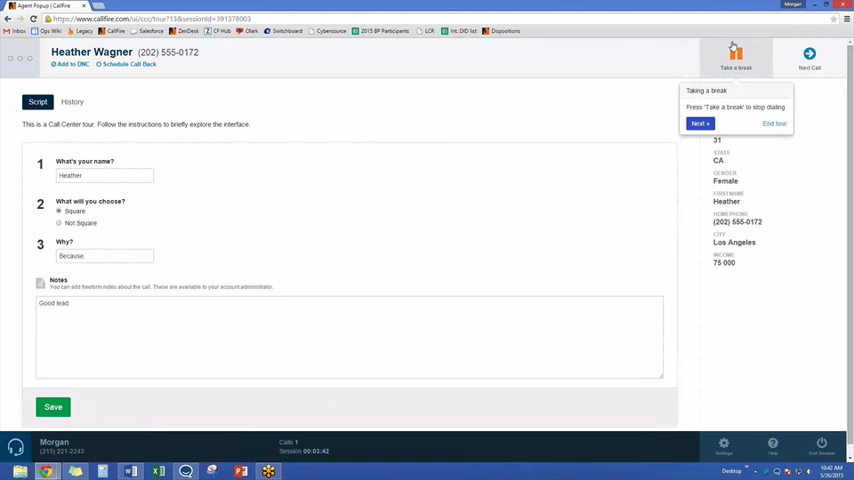 Agent Popup
Morgan
https://www.callfire.com/ui/ccc/tour?13&sessionId=391378003
Apps
Ops Wiki
Legacy
CallFire
Salesforce
ZenDesk
CF Hub
Olark
Switchboard
Cybersource
2015 BP Participants
LCR
Int. DID list
Dispositions
Heather Wagner (202) 555-0172
Add to DNC
Schedule Call Back
Take a break
Next Call
Taking a break
Press 'Take a break' to stop dialing
Next »
End tour
Script
History
This is a Call Center tour. Follow the instructions to briefly explore the interface.
1
What's your name?
Heather
2
What will you choose?
Square
Not Square
3
Why?
Because.
Notes
You can add freeform notes about the call. These are available to your account administrator.
Good lead
Save
31
STATE
CA
GENDER
Female
FIRSTNAME
Heather
HOMEPHONE
(202) 555-0172
CITY
Los Angeles
INCOME
75 000
Morgan
(213) 221-2243
Calls 1
Session 00:03:42
Settings
Help
End Session
Desktop
10:42 AM
5/26/2015